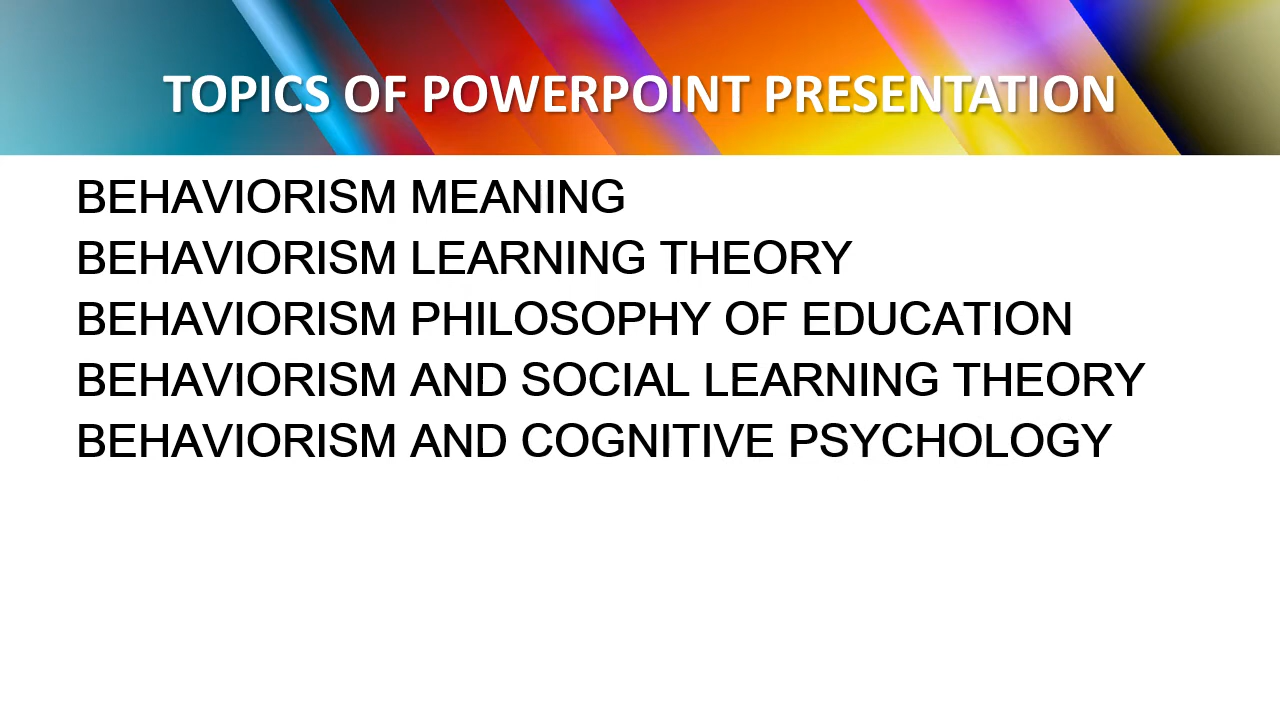 TOPICS OF POWERPOINT PRESENTATION
BEHAVIORISM MEANING
BEHAVIORISM LEARNING THEORY
BEHAVIORISM PHILOSOPHY OF EDUCATION
BEHAVIORISM AND SOCIAL LEARNING THEORY
BEHAVIORISM AND COGNITIVE PSYCHOLOGY